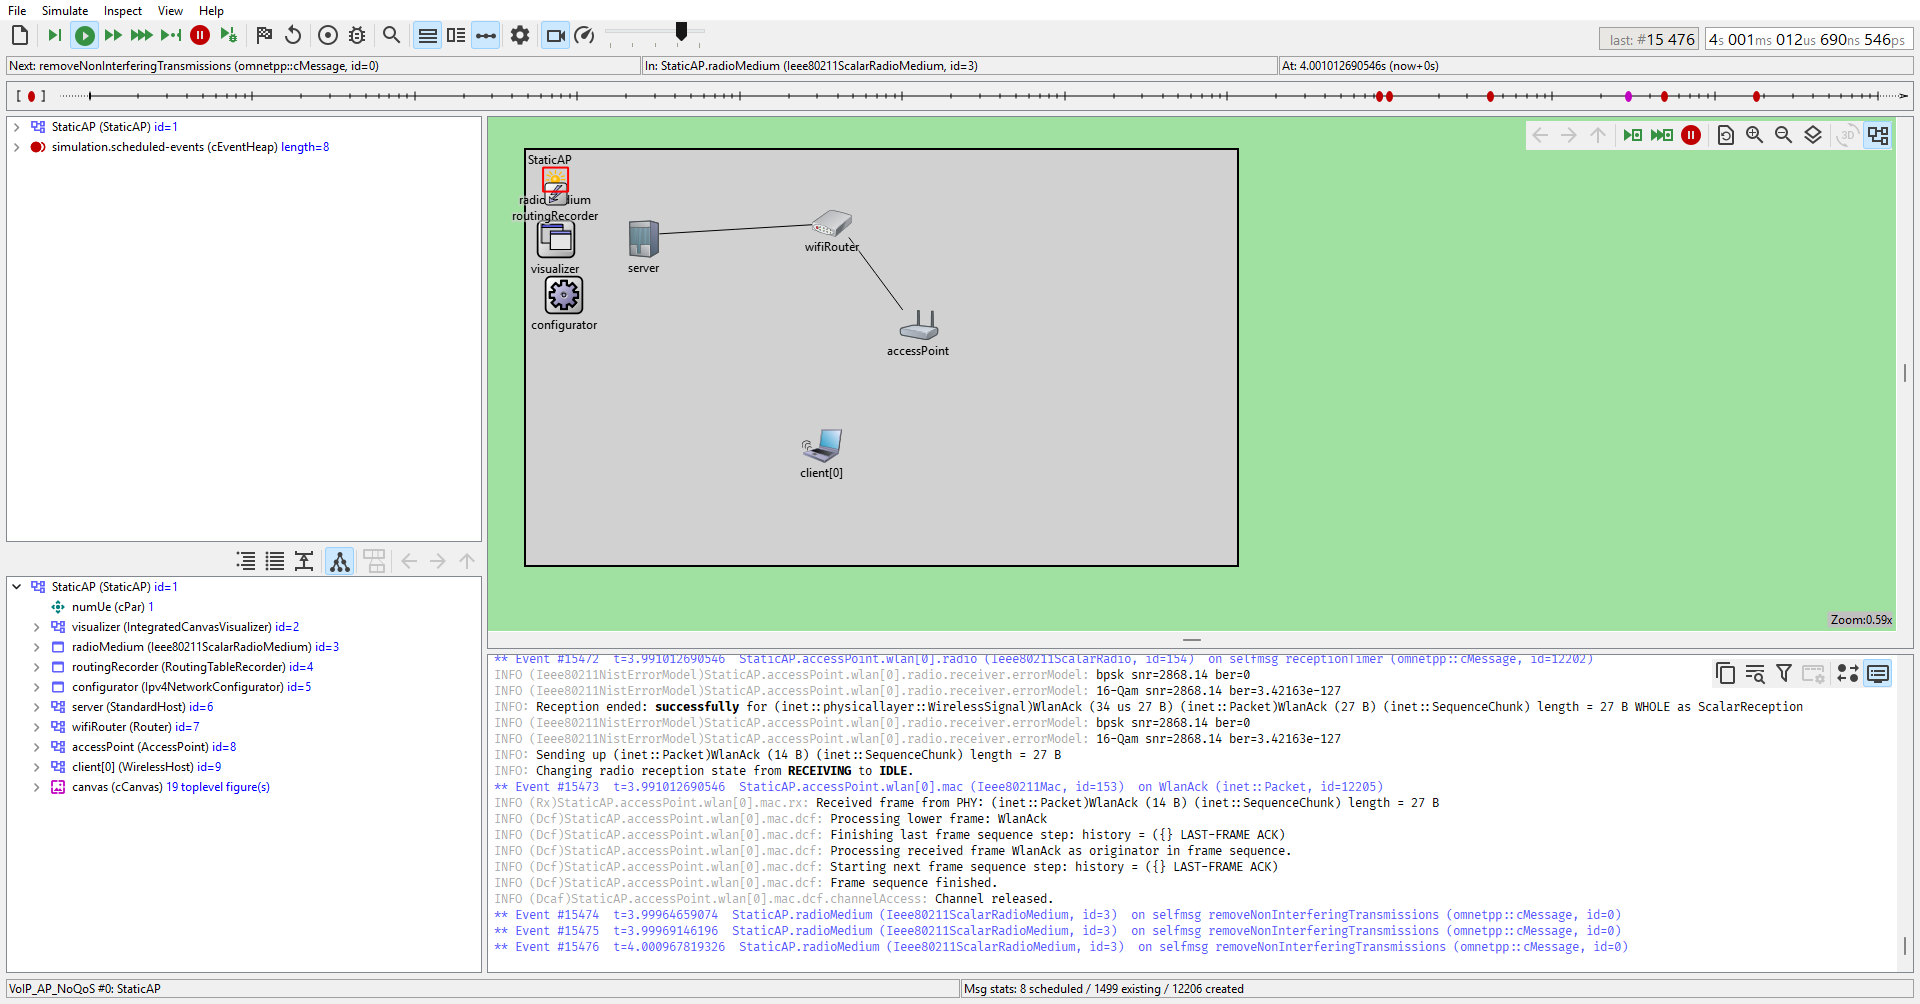 File Simulate Inspect View Help
last: #15 476 4s 001ms 012us 690ns 546ps
Next: removeNonInterferingTransmissions (omnetpp::cMessage, id=0) In: StaticAP.radioMedium (Ieee80211ScalarRadioMedium, id=3) At: 4.001012690546s (now+0s)
StaticAP (StaticAP) id=1
simulation.scheduled-events (cEventHeap) length=8
3D
StaticAP
routingRecorder
visualizer
configurator
server
wifiRouter
accessPoint
client[0]
Zoom:0.59x
StaticAP (StaticAP) id=1
numUe (cPar) 1
visualizer (IntegratedCanvasVisualizer) id=2
radioMedium (Ieee80211ScalarRadioMedium) id=3
routingRecorder (RoutingTableRecorder) id=4
configurator (Ipv4NetworkConfigurator) id=5
server (StandardHost) id=6
wifiRouter (Router) id=7
accessPoint (AccessPoint) id=8
client[0] (WirelessHost) id=9
canvas (cCanvas) 19 toplevel figure(s)
** Event #15472 t=3.991012690546 StaticAP.accessPoint.wlan[0].radio (Ieee80211ScalarRadio, id=154) on selfmsg receptionTimer (omnetpp::cMessage, id=12202)
INFO (Ieee80211NistErrorModel)StaticAP.accessPoint.wlan[0].radio.receiver.errorModel: bpsk snr=2868.14 ber=0
INFO (Ieee80211NistErrorModel)StaticAP.accessPoint.wlan[0].radio.receiver.errorModel: 16-Qam snr=2868.14 ber=3.42163e-127
INFO: Reception ended: successfully for (inet::physicallayer::WirelessSignal)WlanAck (34 us 27 B) (inet::Packet)WlanAck (27 B) (inet::SequenceChunk) length = 27 B WHOLE as ScalarReception
INFO (Ieee80211NistErrorModel)StaticAP.accessPoint.wlan[0].radio.receiver.errorModel: bpsk snr=2868.14 ber=0
INFO (Ieee80211NistErrorModel)StaticAP.accessPoint.wlan[0].radio.receiver.errorModel: 16-Qam snr=2868.14 ber=3.42163e-127
INFO: Sending up (inet::Packet)WlanAck (14 B) (inet::SequenceChunk) length = 27 B
INFO: Changing radio reception state from RECEIVING to IDLE.
** Event #15473 t=3.991012690546 StaticAP.accessPoint.wlan[0].mac (Ieee80211Mac, id=153) on WlanAck (inet::Packet, id=12205)
INFO (Rx)StaticAP.accessPoint.wlan[0].mac.rx: Received frame from PHY: (inet::Packet)WlanAck (14 B) (inet::SequenceChunk) length = 27 B
INFO (Dcf)StaticAP.accessPoint.wlan[0].mac.dcf: Processing lower frame: WlanAck
INFO (Dcf)StaticAP.accessPoint.wlan[0].mac.dcf: Finishing last frame sequence step: history = ({} LAST-FRAME ACK)
INFO (Dcf)StaticAP.accessPoint.wlan[0].mac.dcf: Processing received frame WlanAck as originator in frame sequence.
INFO (Dcf)StaticAP.accessPoint.wlan[0].mac.dcf: Starting next frame sequence step: history = ({} LAST-FRAME ACK)
INFO (Dcf)StaticAP.accessPoint.wlan[0].mac.dcf: Frame sequence finished.
INFO (Dcaf)StaticAP.accessPoint.wlan[0].mac.dcf.channelAccess: Channel released.
** Event #15474 t=3.99964659074 StaticAP.radioMedium (Ieee80211ScalarRadioMedium, id=3) on selfmsg removeNonInterferingTransmissions (omnetpp::cMessage, id=0)
** Event #15475 t=3.99969146196 StaticAP.radioMedium (Ieee80211ScalarRadioMedium, id=3) on selfmsg removeNonInterferingTransmissions (omnetpp::cMessage, id=0)
** Event #15476 t=4.000967819326 StaticAP.radioMedium (Ieee80211ScalarRadioMedium, id=3) on selfmsg removeNonInterferingTransmissions (omnetpp::cMessage, id=0)
VoIP_AP_NoQoS #0: StaticAP Msg stats: 8 scheduled / 1499 existing / 12206 created